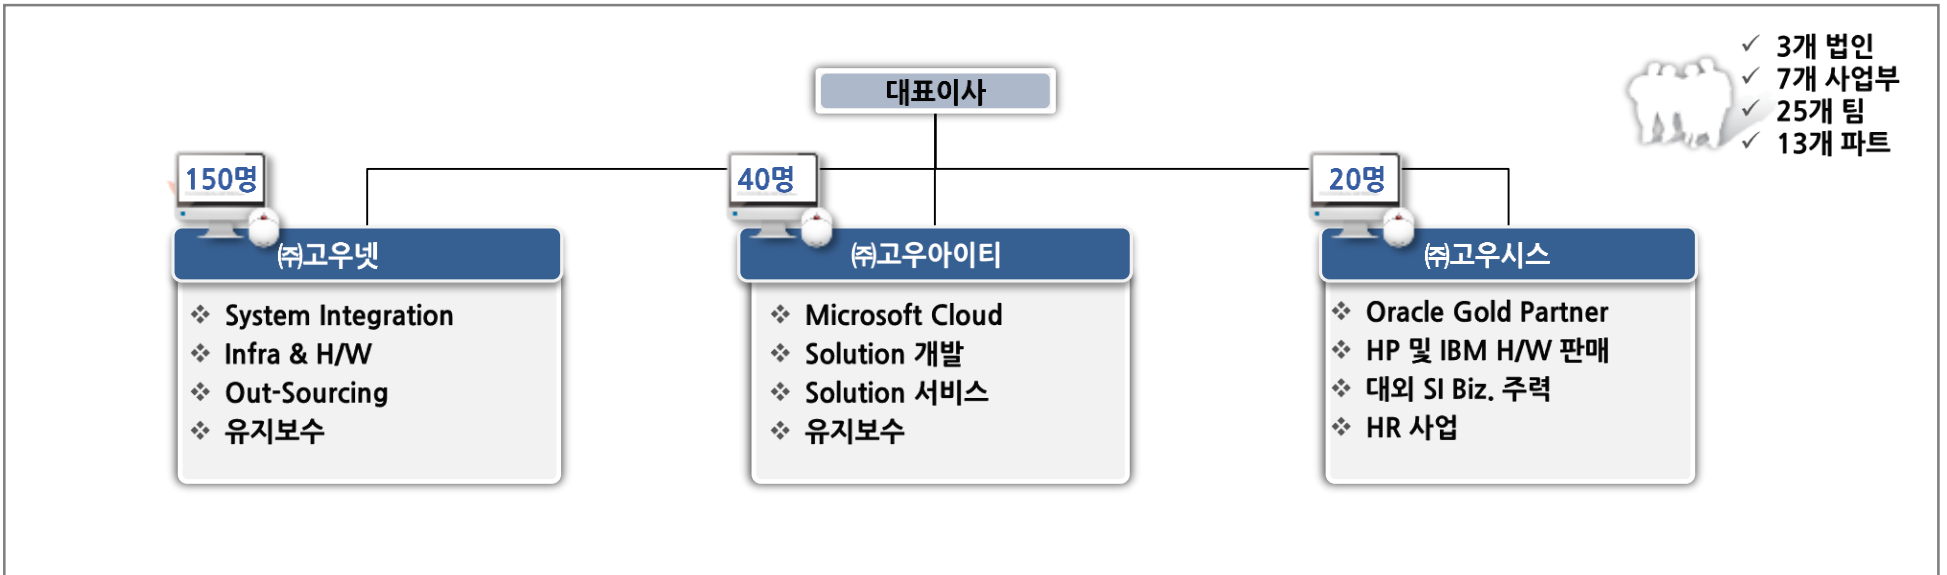 3개 법인
7개 사업부
25개 팀
13개 파트
대표이사
150명
㈜고우넷
System Integration
Infra & H/W
Out-Sourcing
유지보수
40명
㈜고우아이티
Microsoft Cloud
Solution 개발
Solution 서비스
유지보수
20명
㈜고우시스
Oracle Gold Partner
HP 및 IBM H/W 판매
대외 SI Biz. 주력
HR 사업